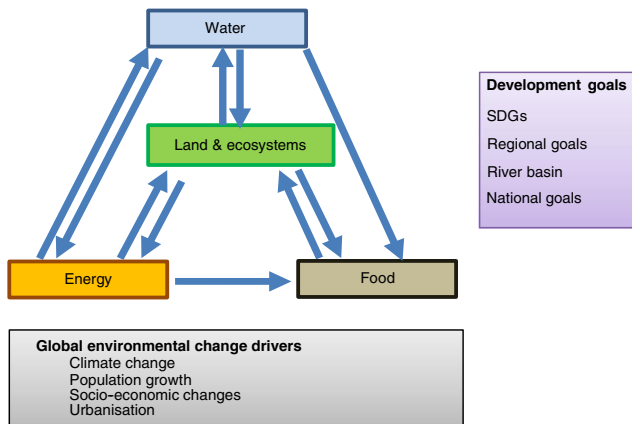 Water
Land & ecosystems
Energy
Food
Development goals
SDGs
Regional goals
River basin
National goals
Global environmental change drivers
Climate change
Population growth
Socio-economic changes
Urbanisation